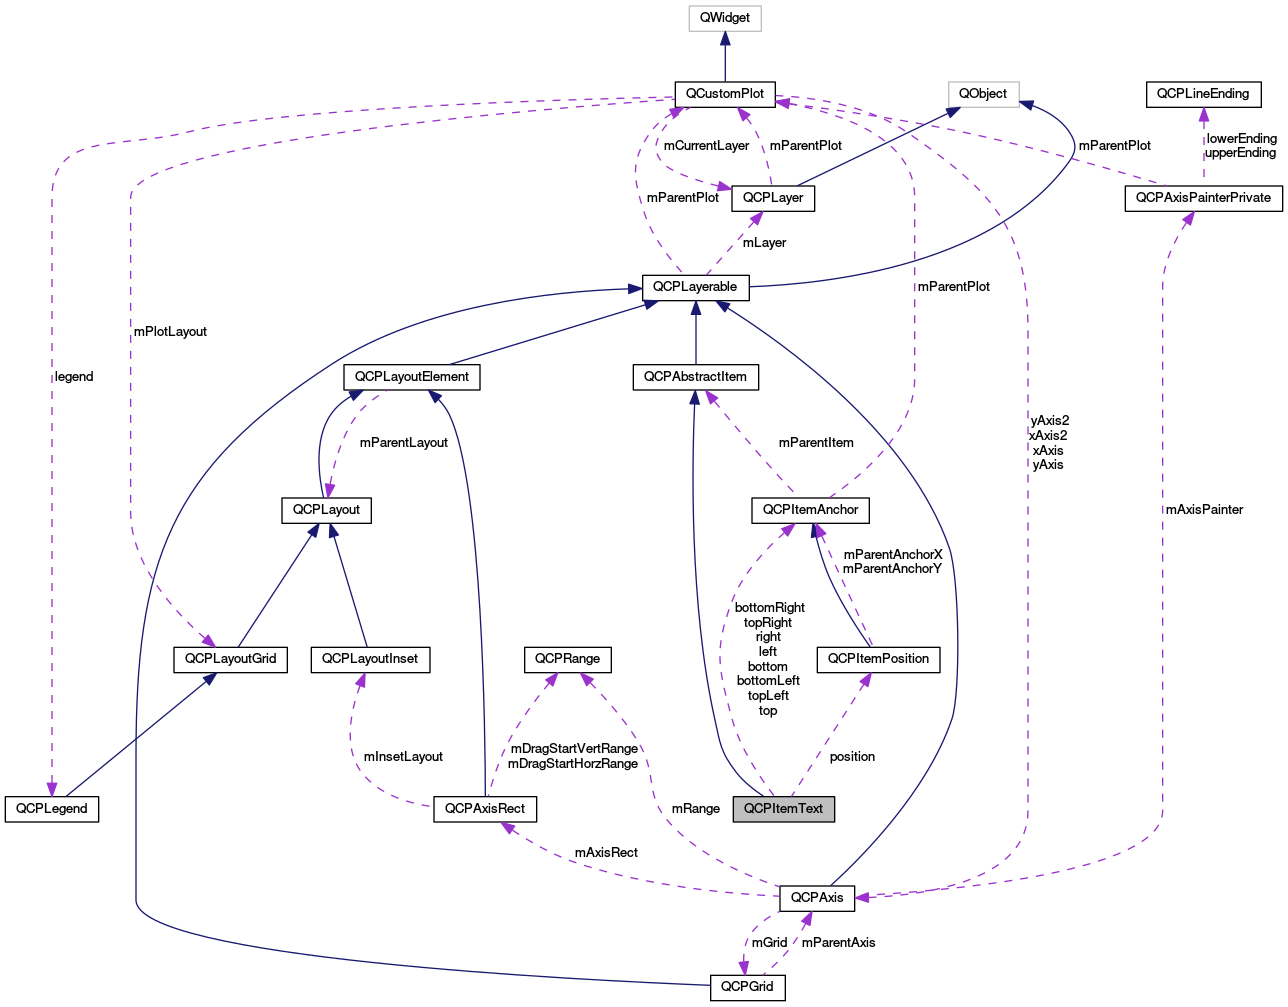 QWidget
QCustomPlot
QObject
QCPLineEnding
mCurrentLayer
mParentPlot
mParentPlot
lowerEnding
upperEnding
mParentPlot
QCPLayer
QCPAxisPainterPrivate
mLayer
QCPLayerable
mParentPlot
mPlotLayout
legend
QCPLayoutElement
QCPAbstractItem
mParentLayout
mParentItem
yAxis2
xAxis2
xAxis
yAxis
QCPLayout
QCPItemAnchor
mAxisPainter
mParentAnchorX
mParentAnchorY
bottomRight
topRight
right
left
bottom
bottomLeft
topLeft
top
QCPLayoutGrid
QCPLayoutInset
QCPRange
QCPItemPosition
mInsetLayout
mDragStartVertRange
mDragStartHorzRange
position
QCPLegend
QCPAxisRect
mRange
QCPItemText
mAxisRect
QCPAxis
mGrid
mParentAxis
QCPGrid